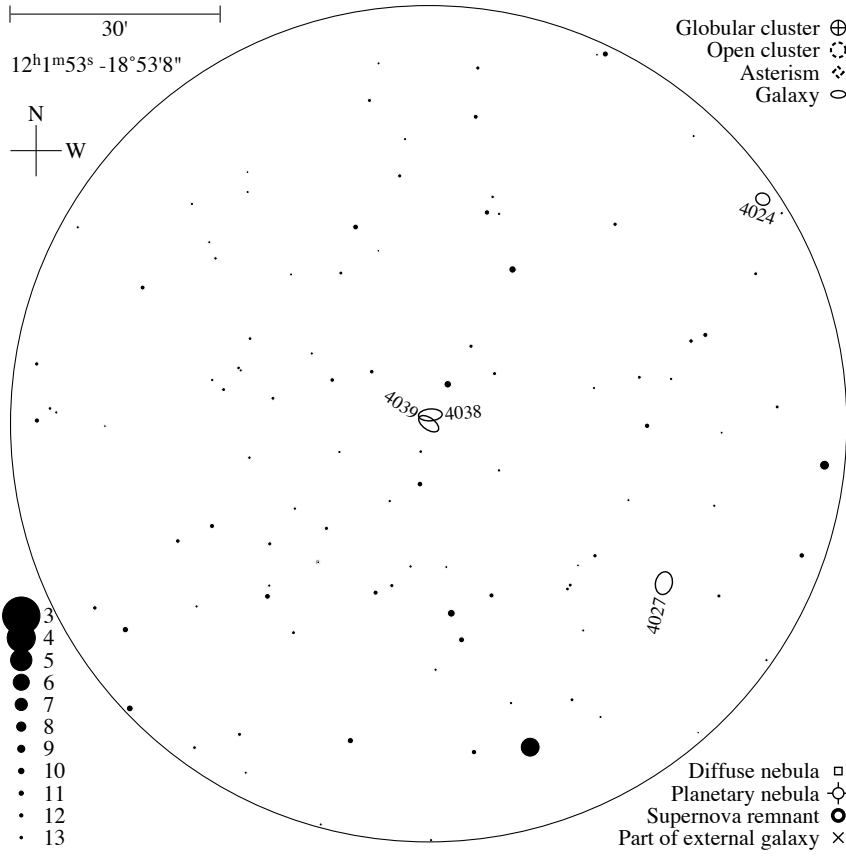 30'
12h1m53s -18°53'8"
N
W
Globular cluster
Open cluster
Asterism
Galaxy
4024
4039
4038
4027
3
4
5
6
7
8
9
10
11
12
13
Diffuse nebula
Planetary nebula
Supernova remnant
Part of external galaxy